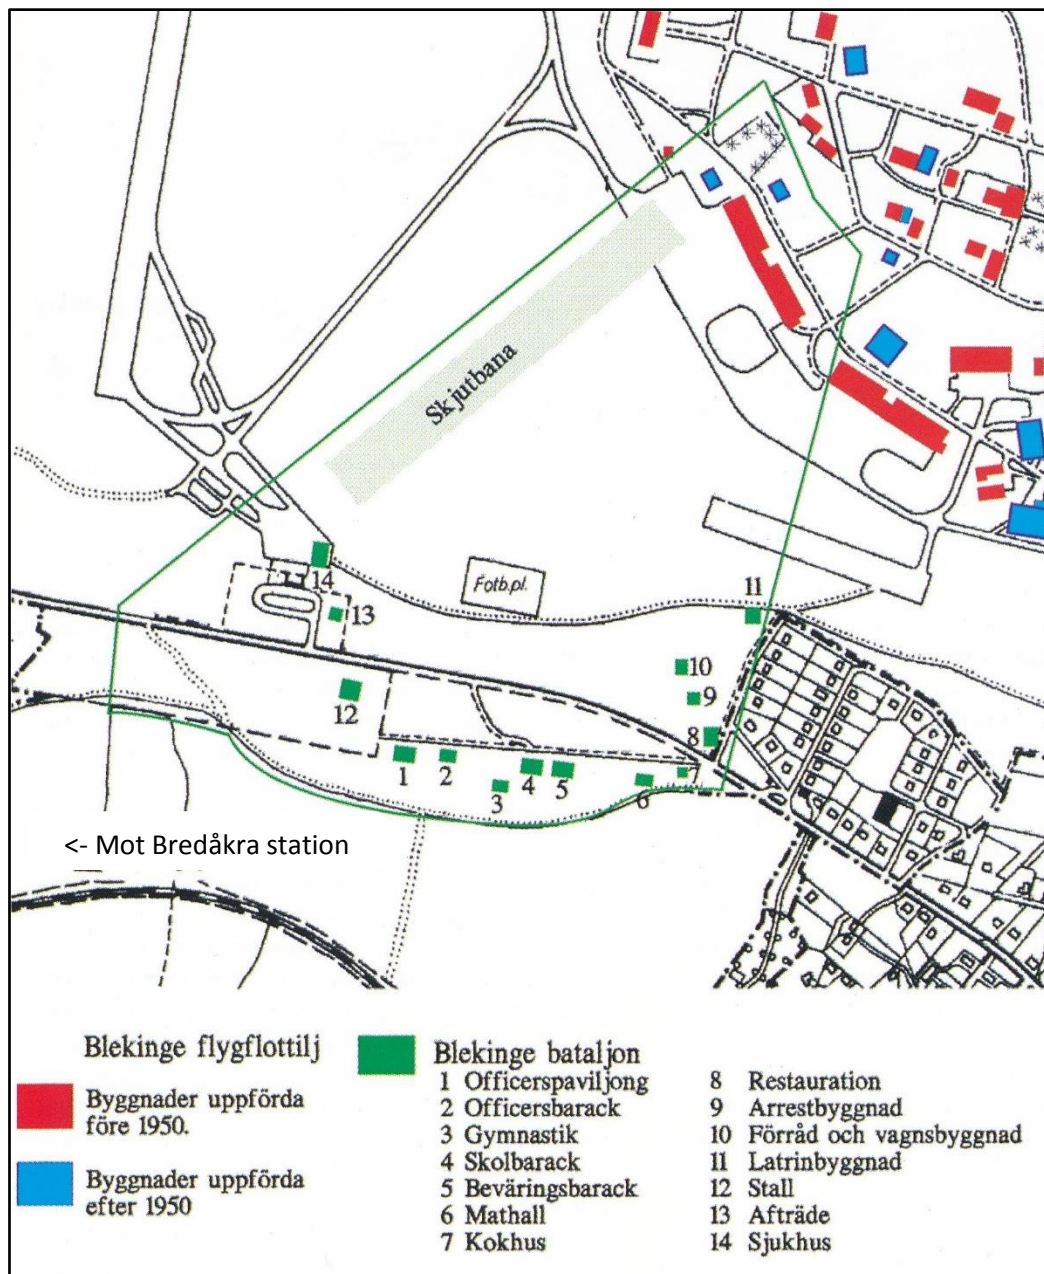 Skjutbana
Fotb.pl.
14
13
12
11
10
9
8
1
2
3
4
5
6
7
<- Mot Bredåkra station
Blekinge flygflottilj
Byggnader uppförda
före 1950.
Byggnader uppförda
efter 1950
Blekinge bataljon
1 Officerspaviljong
2 Officersbarack
3 Gymnastik
4 Skolbarack
5 Beväringsbarack
6 Mathall
7 Kokhus
8 Restauration
9 Arrestbyggnad
10 Förråd och vagnsbyggnad
11 Latrinbyggnad
12 Stall
13 Afträde
14 Sjukhus